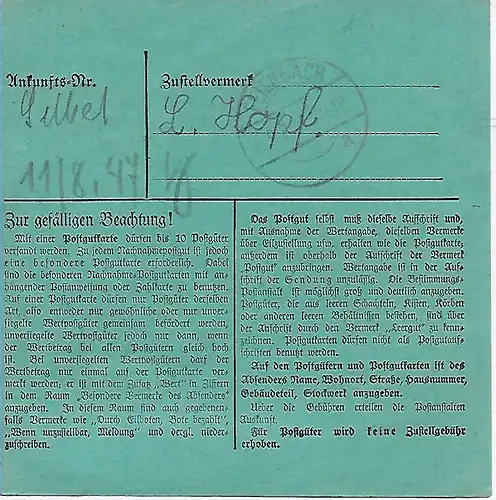 Ankunfts-Nr.
Zustellvermerk
L. Hopf.
11/8. 47
Zur gefälligen Beachtung!
Mit einer Postgutkarte dürfen bis 10 Postgüter
versandt werden. Zu jedem Nachnahmepostgut ist jedoch
eine besondere Postgutkarte erforderlich. Dabei
sind die besonderen Nachnahme-Postgutkarten mit an-
hängender Postanweisung oder Zahlkarte zu benutzen.
Auf einer Postgutkarte dürfen nur Postgüter derselben
Art, also entweder nur gewöhnliche oder nur unver-
siegelte Wertpostgüter gemeinsam befördert werden,
unversiegelte Wertpostgüter jedoch nur dann, wenn
der Wertbetrag bei allen Postgütern gleich hoch
ist. Bei unversiegelten Wertpostgütern darf der
Wertbetrag nur einmal auf der Postgutkarte ver-
merkt werden, er ist mit dem Zusatz „Wert“ in Ziffern
in dem Raum „Besondere Vermerke des Absenders“
anzugeben. In diesem Raum sind auch gegebenen-
falls Vermerke wie „Durch Eilboten, Bote bezahlt“,
„Wenn unzustellbar, Meldung“ und dergl. nieder-
zuschreiben.
Das Postgut selbst muß dieselbe Aufschrift und,
mit Ausnahme der Wertangabe, dieselben Vermerke
über Eilzustellung usw. erhalten wie die Postgutkarte;
außerdem ist oberhalb der Aufschrift der Vermerk
„Postgut“ anzubringen. Wertangabe ist in der Auf-
schrift der Sendung unzulässig. Die Bestimmungs-
Postanstalt ist möglichst groß und deutlich anzugeben.
Postgüter, die aus leeren Schachteln, Kisten, Körben
oder anderen leeren Behältnissen bestehen, sind über
der Anschrift durch den Vermerk „Leergut“ zu kenn-
zeichnen. Postgutkarten dürfen nicht als Postgutauf-
schriften benutzt werden.
Auf den Postgütern und Postgutkarten ist des
Absenders Name, Wohnort, Straße, Hausnummer,
Gebäudeteil, Stockwerk anzugeben.
Ueber die Gebühren erteilen die Postanstalten
Auskunft.
Für Postgüter wird keine Zustellgebühr
erhoben.